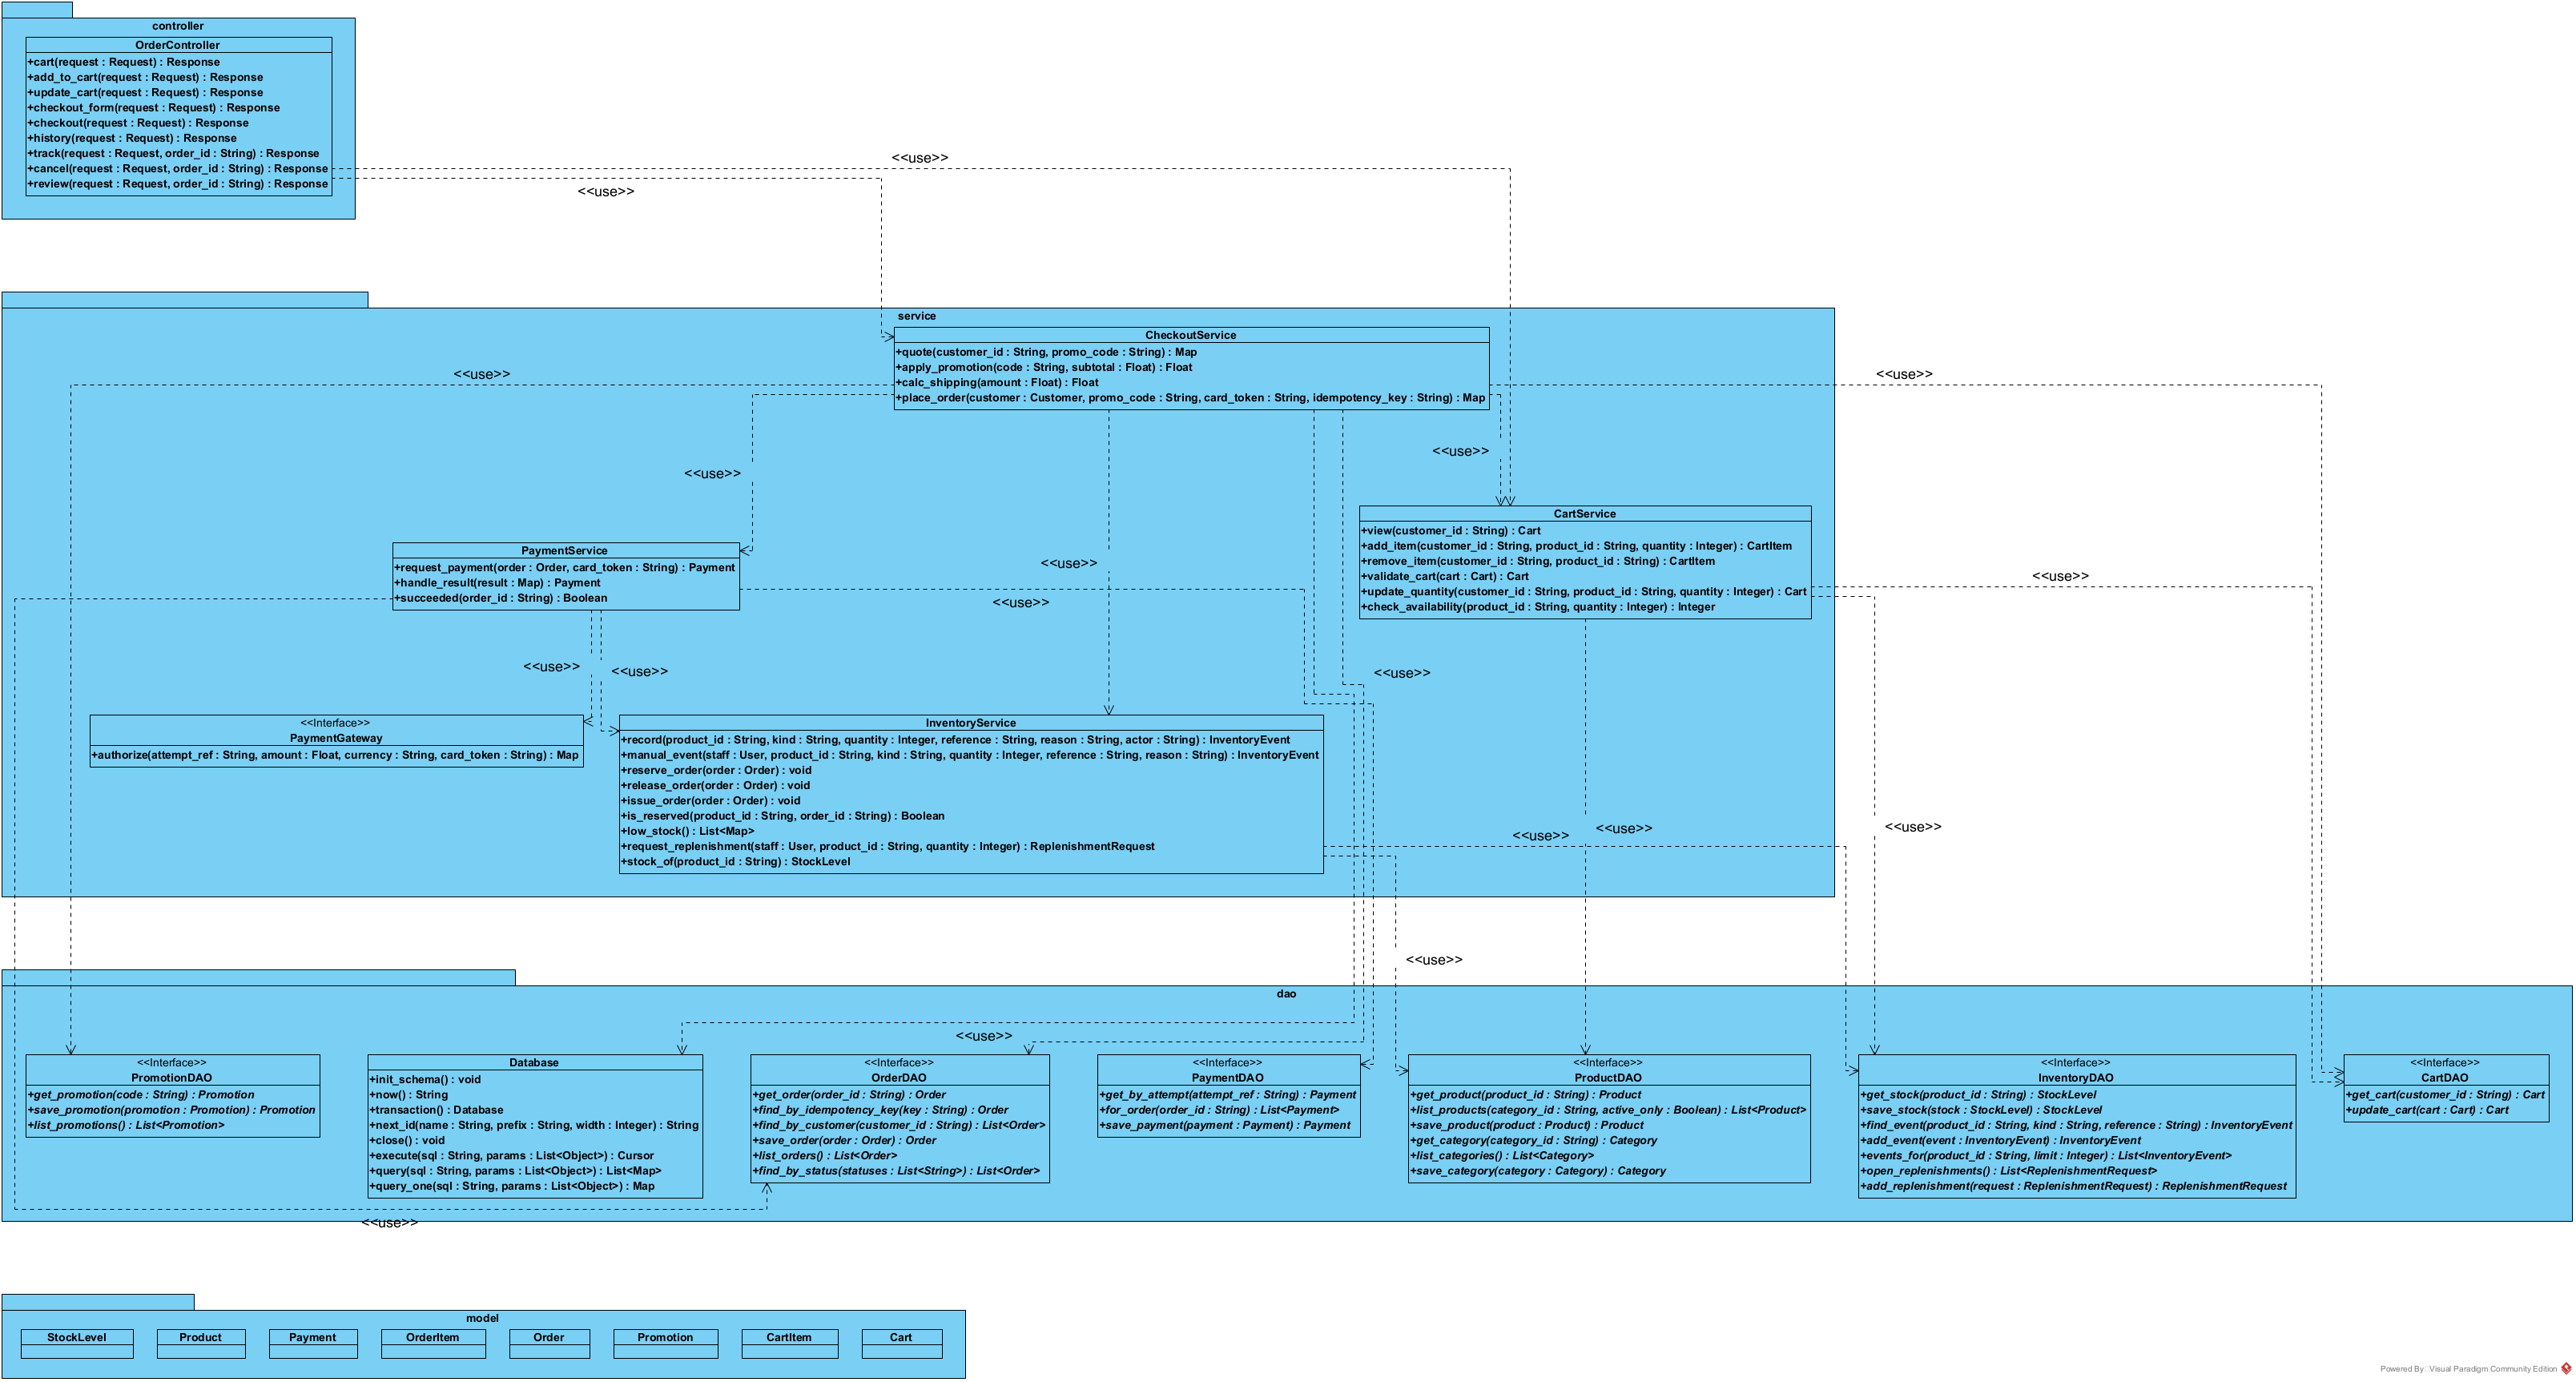 controller
OrderController
+cart(request : Request) : Response
+add_to_cart(request : Request) : Response
+update_cart(request : Request) : Response
+checkout_form(request : Request) : Response
+checkout(request : Request) : Response
+history(request : Request) : Response
+track(request : Request, order_id : String) : Response
+cancel(request : Request, order_id : String) : Response
+review(request : Request, order_id : String) : Response
<<use>>
<<use>>
service
CheckoutService
+quote(customer_id : String, promo_code : String) : Map
+apply_promotion(code : String, subtotal : Float) : Float
+calc_shipping(amount : Float) : Float
+place_order(customer : Customer, promo_code : String, card_token : String, idempotency_key : String) : Map
<<use>>
<<use>>
<<use>>
<<use>>
CartService
+view(customer_id : String) : Cart
+add_item(customer_id : String, product_id : String, quantity : Integer) : CartItem
+remove_item(customer_id : String, product_id : String) : CartItem
+validate_cart(cart : Cart) : Cart
+update_quantity(customer_id : String, product_id : String, quantity : Integer) : Cart
+check_availability(product_id : String, quantity : Integer) : Integer
PaymentService
+request_payment(order : Order, card_token : String) : Payment
+handle_result(result : Map) : Payment
+succeeded(order_id : String) : Boolean
<<use>>
<<use>>
<<use>>
<<use>>
<<use>>
<<use>>
<<Interface>>
PaymentGateway
+authorize(attempt_ref : String, amount : Float, currency : String, card_token : String) : Map
InventoryService
+record(product_id : String, kind : String, quantity : Integer, reference : String, reason : String, actor : String) : InventoryEvent
+manual_event(staff : User, product_id : String, kind : String, quantity : Integer, reference : String, reason : String) : InventoryEvent
+reserve_order(order : Order) : void
+release_order(order : Order) : void
+issue_order(order : Order) : void
+is_reserved(product_id : String, order_id : String) : Boolean
+low_stock() : List<Map>
+request_replenishment(staff : User, product_id : String, quantity : Integer) : ReplenishmentRequest
+stock_of(product_id : String) : StockLevel
<<use>>
<<use>>
<<use>>
<<use>>
dao
<<use>>
<<Interface>>
PromotionDAO
+get_promotion(code : String) : Promotion
+save_promotion(promotion : Promotion) : Promotion
+list_promotions() : List<Promotion>
Database
+init_schema() : void
+now() : String
+transaction() : Database
+next_id(name : String, prefix : String, width : Integer) : String
+close() : void
+execute(sql : String, params : List<Object>) : Cursor
+query(sql : String, params : List<Object>) : List<Map>
+query_one(sql : String, params : List<Object>) : Map
<<Interface>>
OrderDAO
+get_order(order_id : String) : Order
+find_by_idempotency_key(key : String) : Order
+find_by_customer(customer_id : String) : List<Order>
+save_order(order : Order) : Order
+list_orders() : List<Order>
+find_by_status(statuses : List<String>) : List<Order>
<<Interface>>
PaymentDAO
+get_by_attempt(attempt_ref : String) : Payment
+for_order(order_id : String) : List<Payment>
+save_payment(payment : Payment) : Payment
<<Interface>>
ProductDAO
+get_product(product_id : String) : Product
+list_products(category_id : String, active_only : Boolean) : List<Product>
+save_product(product : Product) : Product
+get_category(category_id : String) : Category
+list_categories() : List<Category>
+save_category(category : Category) : Category
<<Interface>>
InventoryDAO
+get_stock(product_id : String) : StockLevel
+save_stock(stock : StockLevel) : StockLevel
+find_event(product_id : String, kind : String, reference : String) : InventoryEvent
+add_event(event : InventoryEvent) : InventoryEvent
+events_for(product_id : String, limit : Integer) : List<InventoryEvent>
+open_replenishments() : List<ReplenishmentRequest>
+add_replenishment(request : ReplenishmentRequest) : ReplenishmentRequest
<<Interface>>
CartDAO
+get_cart(customer_id : String) : Cart
+update_cart(cart : Cart) : Cart
<<use>>
model
StockLevel
Product
Payment
OrderItem
Order
Promotion
CartItem
Cart
Powered By Visual Paradigm Community Edition